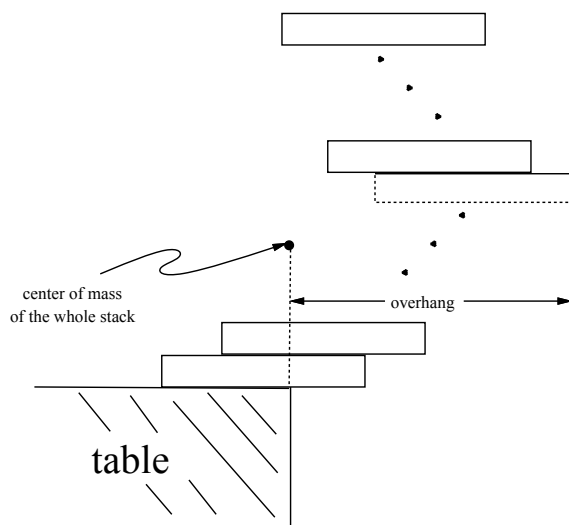 center of mass
of the whole stack
overhang
table